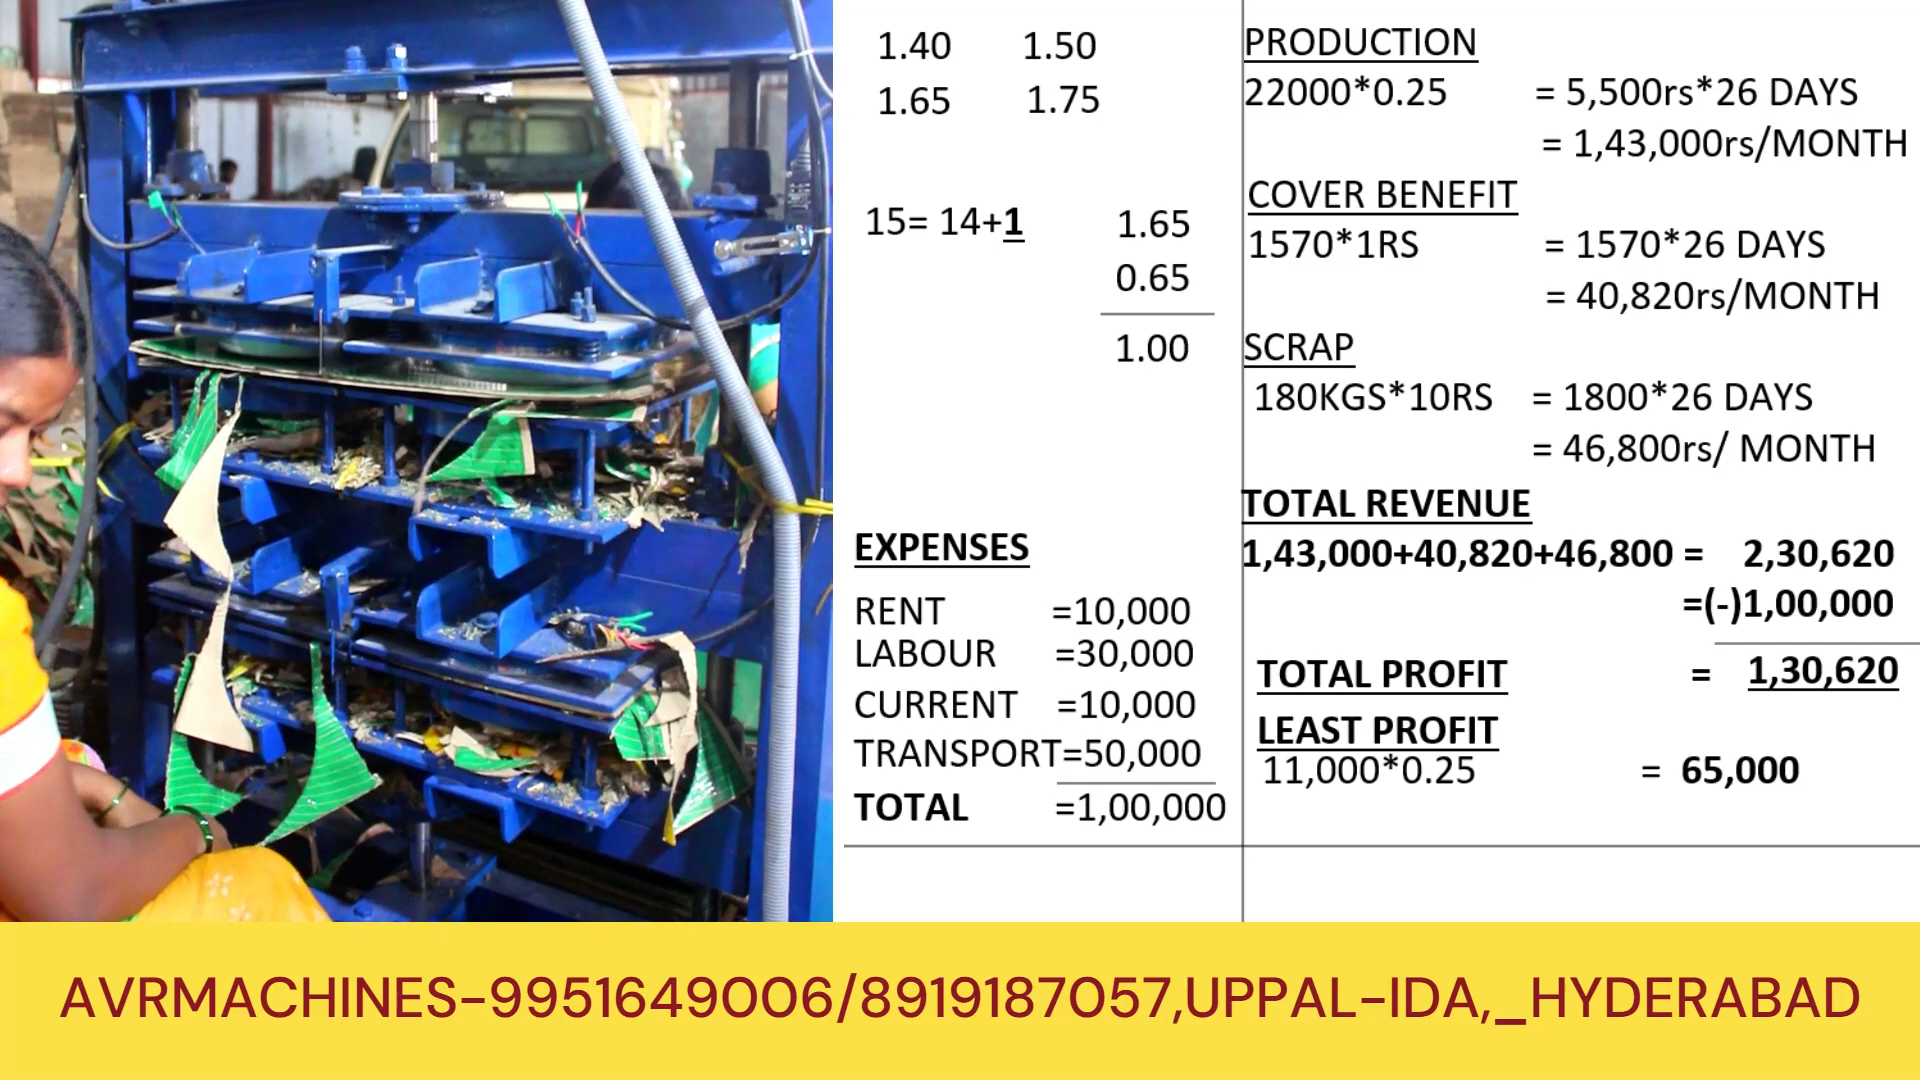 1.40 1.50
1.65 1.75
15= 14+1 1.65
0.65
1.00
EXPENSES
RENT =10,000
LABOUR =30,000
CURRENT =10,000
TRANSPORT=50,000
TOTAL =1,00,000
PRODUCTION
22000*0.25 = 5,500rs*26 DAYS
= 1,43,000rs/MONTH
COVER BENEFIT
1570*1RS = 1570*26 DAYS
= 40,820rs/MONTH
SCRAP
180KGS*10RS = 1800*26 DAYS
= 46,800rs/ MONTH
TOTAL REVENUE
1,43,000+40,820+46,800 = 2,30,620
=(-)1,00,000
TOTAL PROFIT = 1,30,620
LEAST PROFIT
11,000*0.25 = 65,000
AVRMACHINES-9951649006/8919187057,UPPAL-IDA,_HYDERABAD